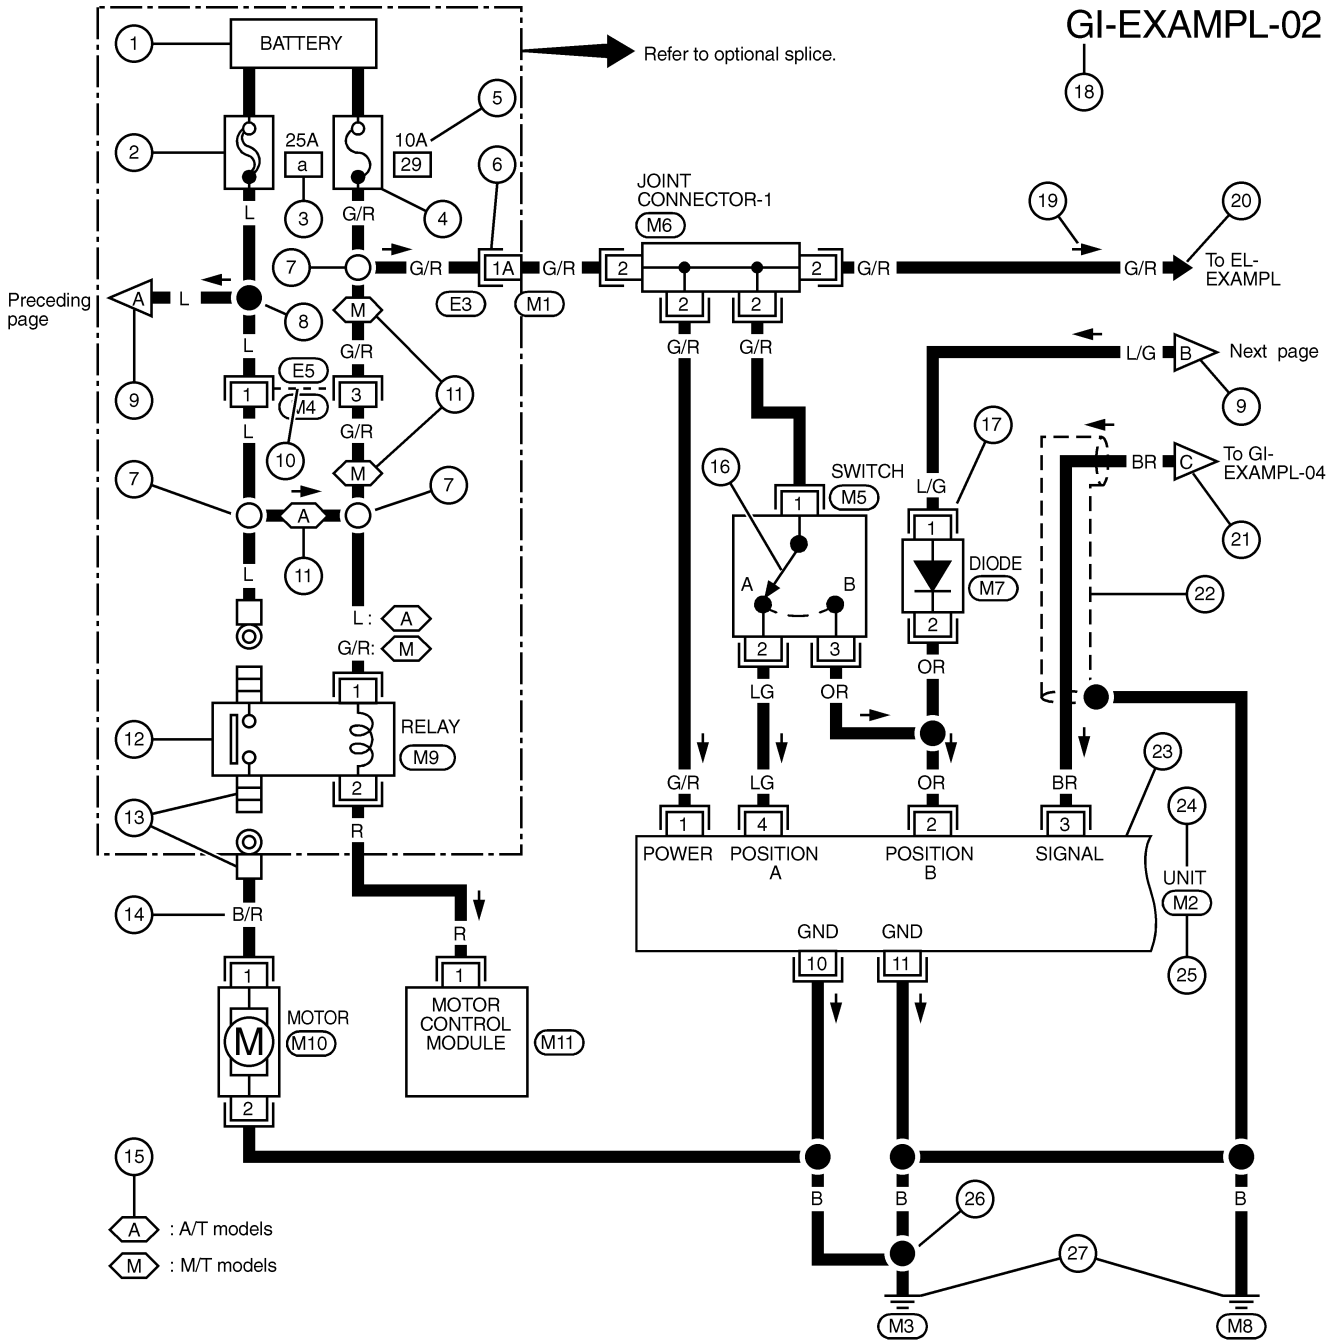 GI-EXAMPL-02
18
1
BATTERY
Refer to optional splice.
5
2
25A
a
10A
29
6
3
4
L
G/R
JOINT
CONNECTOR-1
M6
19
20
7
G/R
1A
G/R
2
2
G/R
G/R
To EL-
EXAMPL
Preceding
page
A
L
8
M
E3
M1
2
2
L
G/R
G/R
G/R
L/G
B
Next page
9
1
E5
M4
3
11
9
L
10
G/R
17
BR
C
To GI-
EXAMPL-04
7
M
7
16
SWITCH
M5
1
L/G
1
21
A
11
L
A
B
DIODE
M7
22
L :
A
G/R:
M
2
3
2
LG
OR
OR
1
12
RELAY
M9
2
13
R
G/R
LG
OR
BR
23
1
4
2
3
24
POWER
POSITION
A
POSITION
B
SIGNAL
UNIT
M2
25
14
B/R
R
GND
GND
10
11
1
1
M
MOTOR
M10
MOTOR
CONTROL
MODULE
M11
2
15
B
B
B
26
A
: A/T models
M
: M/T models
27
M3
M8